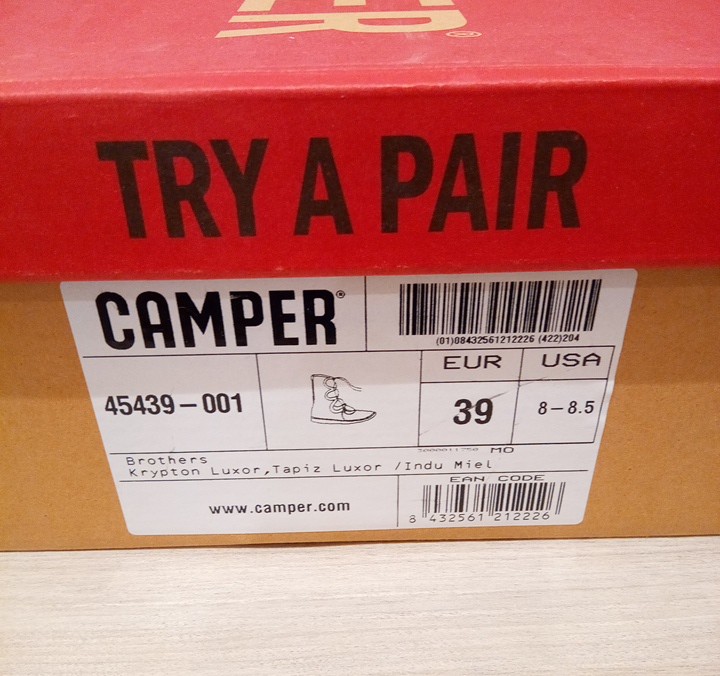 ER®
TRY A PAIR
CAMPER®
(01)08432561212226 (422)204
EUR
USA
45439-001
39
8-8.5
MO
Brothers
Krypton Luxor,Tapiz Luxor /Indu Miel
EAN CODE
www.camper.com
8 432561 212226